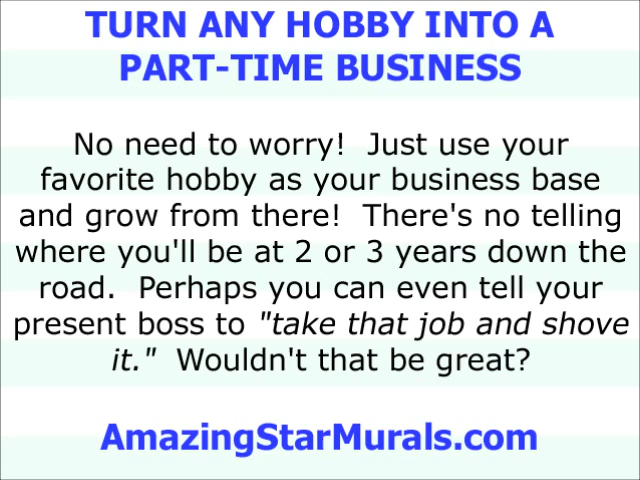 TURN ANY HOBBY INTO A
PART-TIME BUSINESS
No need to worry!  Just use your
favorite hobby as your business base
and grow from there!  There's no telling
where you'll be at 2 or 3 years down the
road.  Perhaps you can even tell your
present boss to "take that job and shove
it."  Wouldn't that be great?
AmazingStarMurals.com